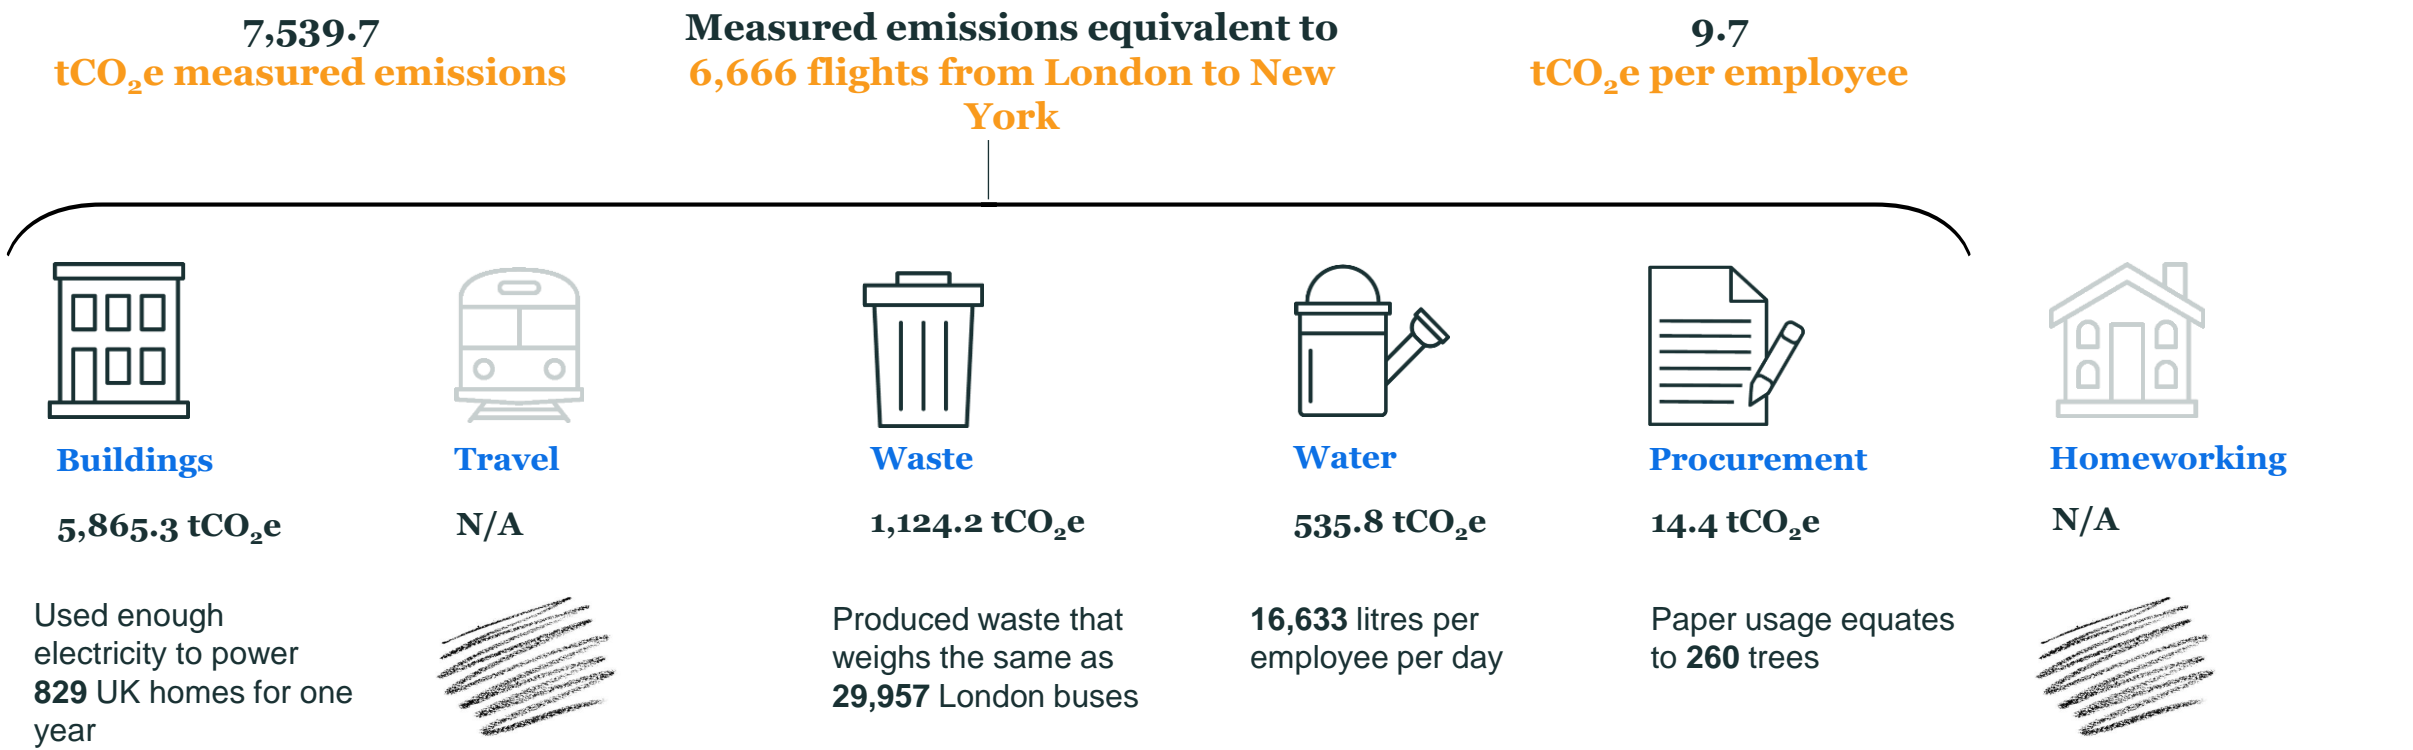 7,539.7
tCO₂e measured emissions
Measured emissions equivalent to
6,666 flights from London to New
York
9.7
tCO₂e per employee
Buildings
5,865.3 tCO₂e
Used enough
electricity to power
829 UK homes for one
year
Travel
N/A
Waste
1,124.2 tCO₂e
Produced waste that
weighs the same as
29,957 London buses
Water
535.8 tCO₂e
16,633 litres per
employee per day
Procurement
14.4 tCO₂e
Paper usage equates
to 260 trees
Homeworking
N/A